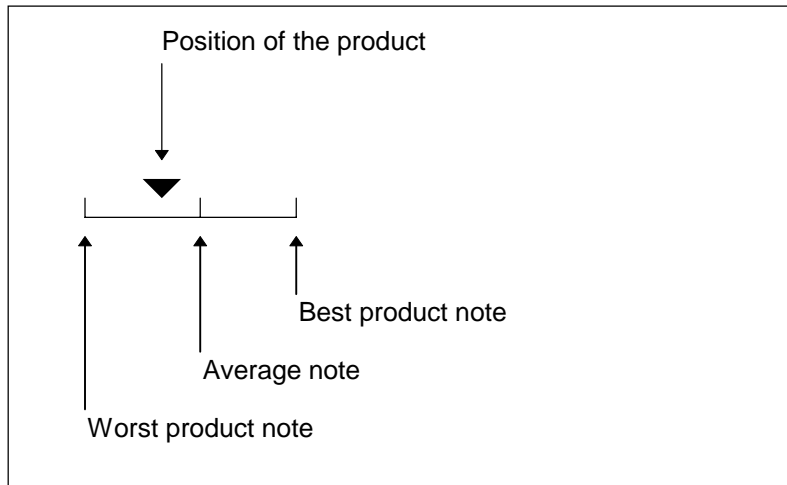 Position of the product
Best product note
Average note
Worst product note